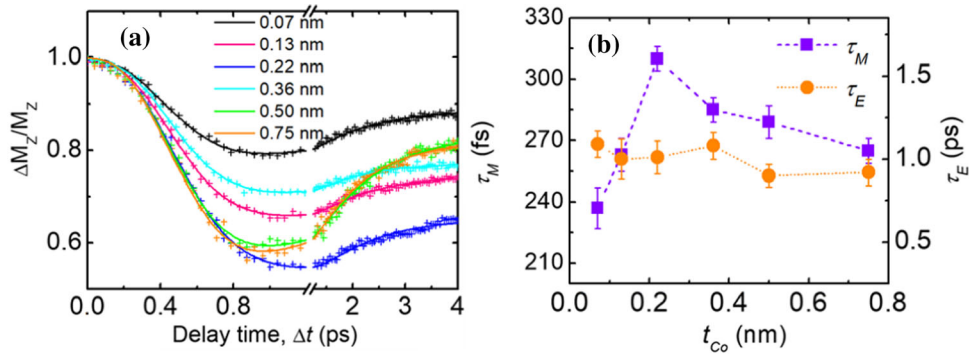 (a)
0.07 nm
0.13 nm
0.22 nm
0.36 nm
0.50 nm
0.75 nm
1.0
0.8
0.6
ΔM_Z/M_Z
0.0 0.4 0.8 2 3 4
Delay time, Δt (ps)
(b)
τ_M
τ_E
330
300
270
240
210
τ_M (fs)
1.5
1.0
0.5
τ_E (ps)
0.0 0.2 0.4 0.6 0.8
t_Co (nm)